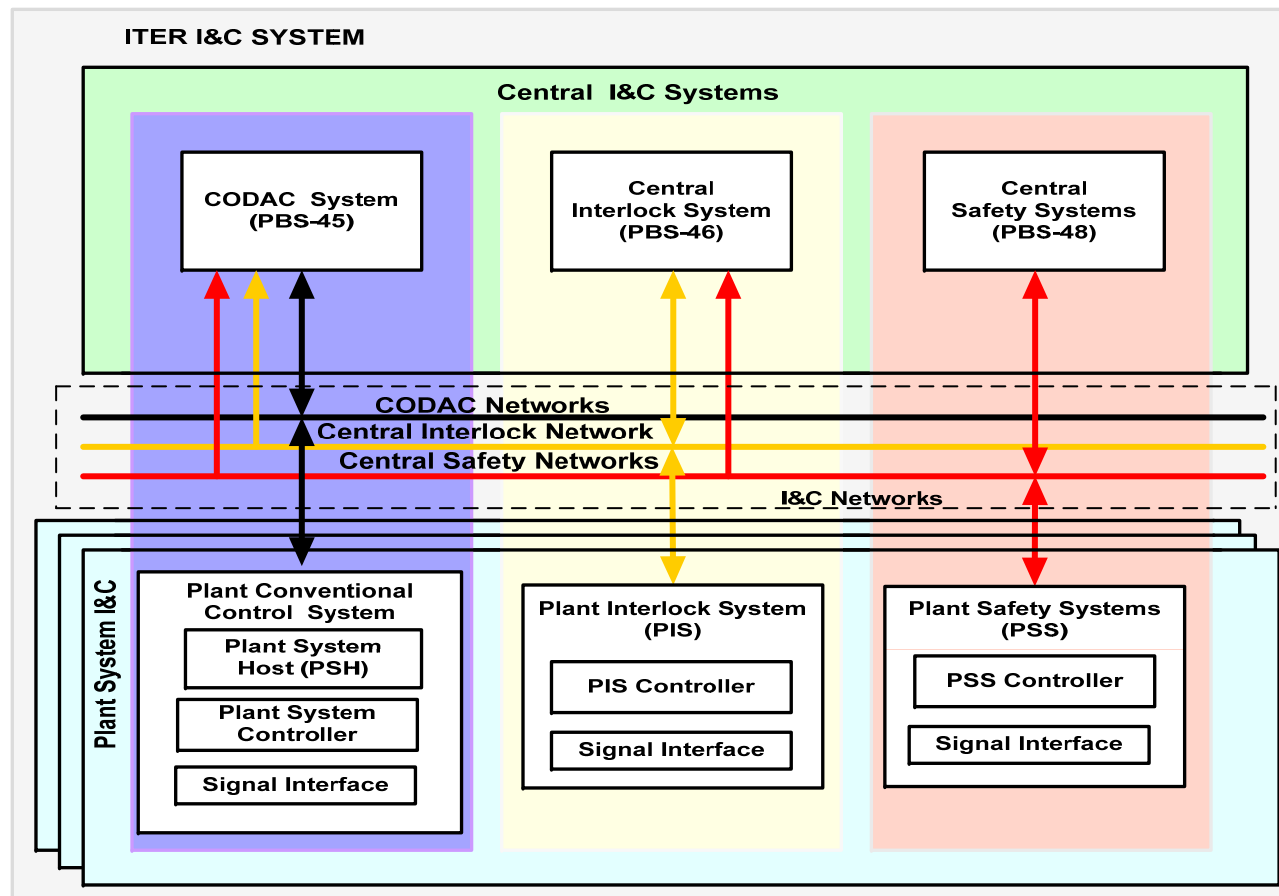 ITER I&C SYSTEM
Central I&C Systems
CODAC System
(PBS-45)
Central
Interlock System
(PBS-46)
Central
Safety Systems
(PBS-48)
CODAC Networks
Central Interlock Network
Central Safety Networks
I&C Networks
Plant System I&C
Plant Conventional
Control System
Plant System
Host (PSH)
Plant System
Controller
Signal Interface
Plant Interlock System
(PIS)
PIS Controller
Signal Interface
Plant Safety Systems
(PSS)
PSS Controller
Signal Interface